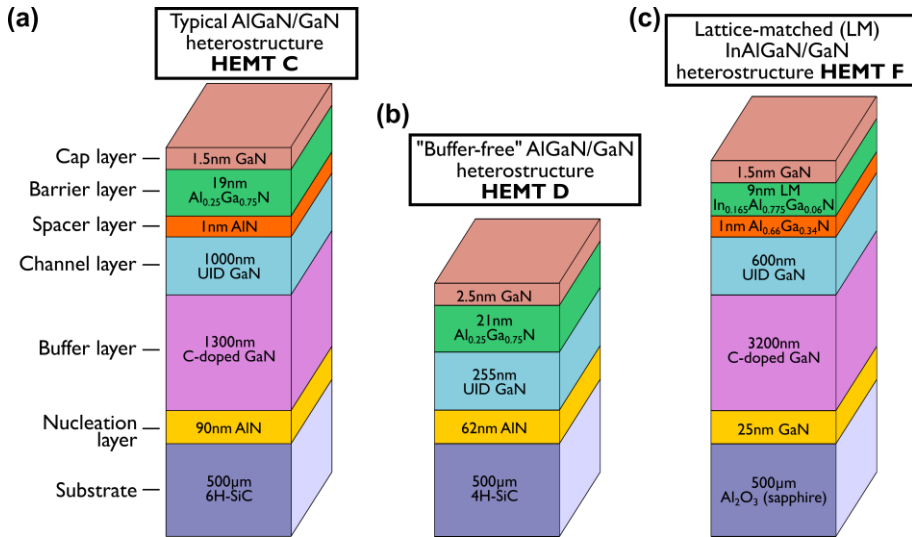 (a)
Typical AlGaN/GaN
heterostructure
HEMT C
Cap layer
Barrier layer
Spacer layer
Channel layer
Buffer layer
Nucleation
layer
Substrate
1.5nm GaN
19nm
Al₀.₂₅Ga₀.₇₅N
1nm AlN
1000nm
UID GaN
1300nm
C-doped GaN
90nm AlN
500μm
6H-SiC
(b)
"Buffer-free" AlGaN/GaN
heterostructure
HEMT D
2.5nm GaN
21nm
Al₀.₂₅Ga₀.₇₅N
255nm
UID GaN
62nm AlN
500μm
4H-SiC
(c)
Lattice-matched (LM)
InAlGaN/GaN
heterostructure HEMT F
1.5nm GaN
9nm LM
In₀.₁₆₅Al₀.₇₇₅Ga₀.₀₆N
1nm Al₀.₆₆Ga₀.₃₄N
600nm
UID GaN
3200nm
C-doped GaN
25nm GaN
500μm
Al₂O₃ (sapphire)